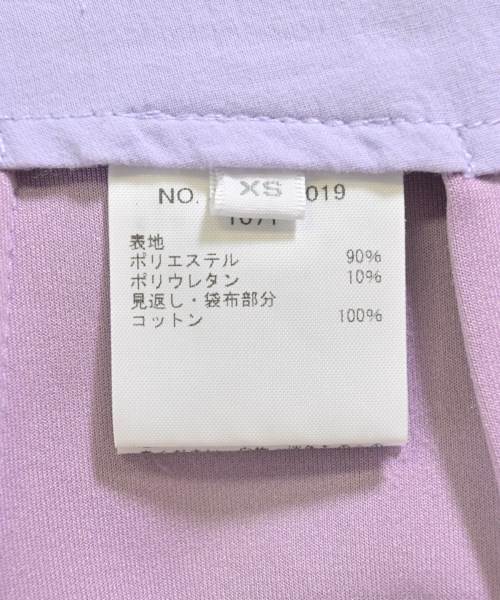 XS
NO. 019
表地
ポリエステル 90%
ポリウレタン 10%
見返し・袋布部分
コットン 100%